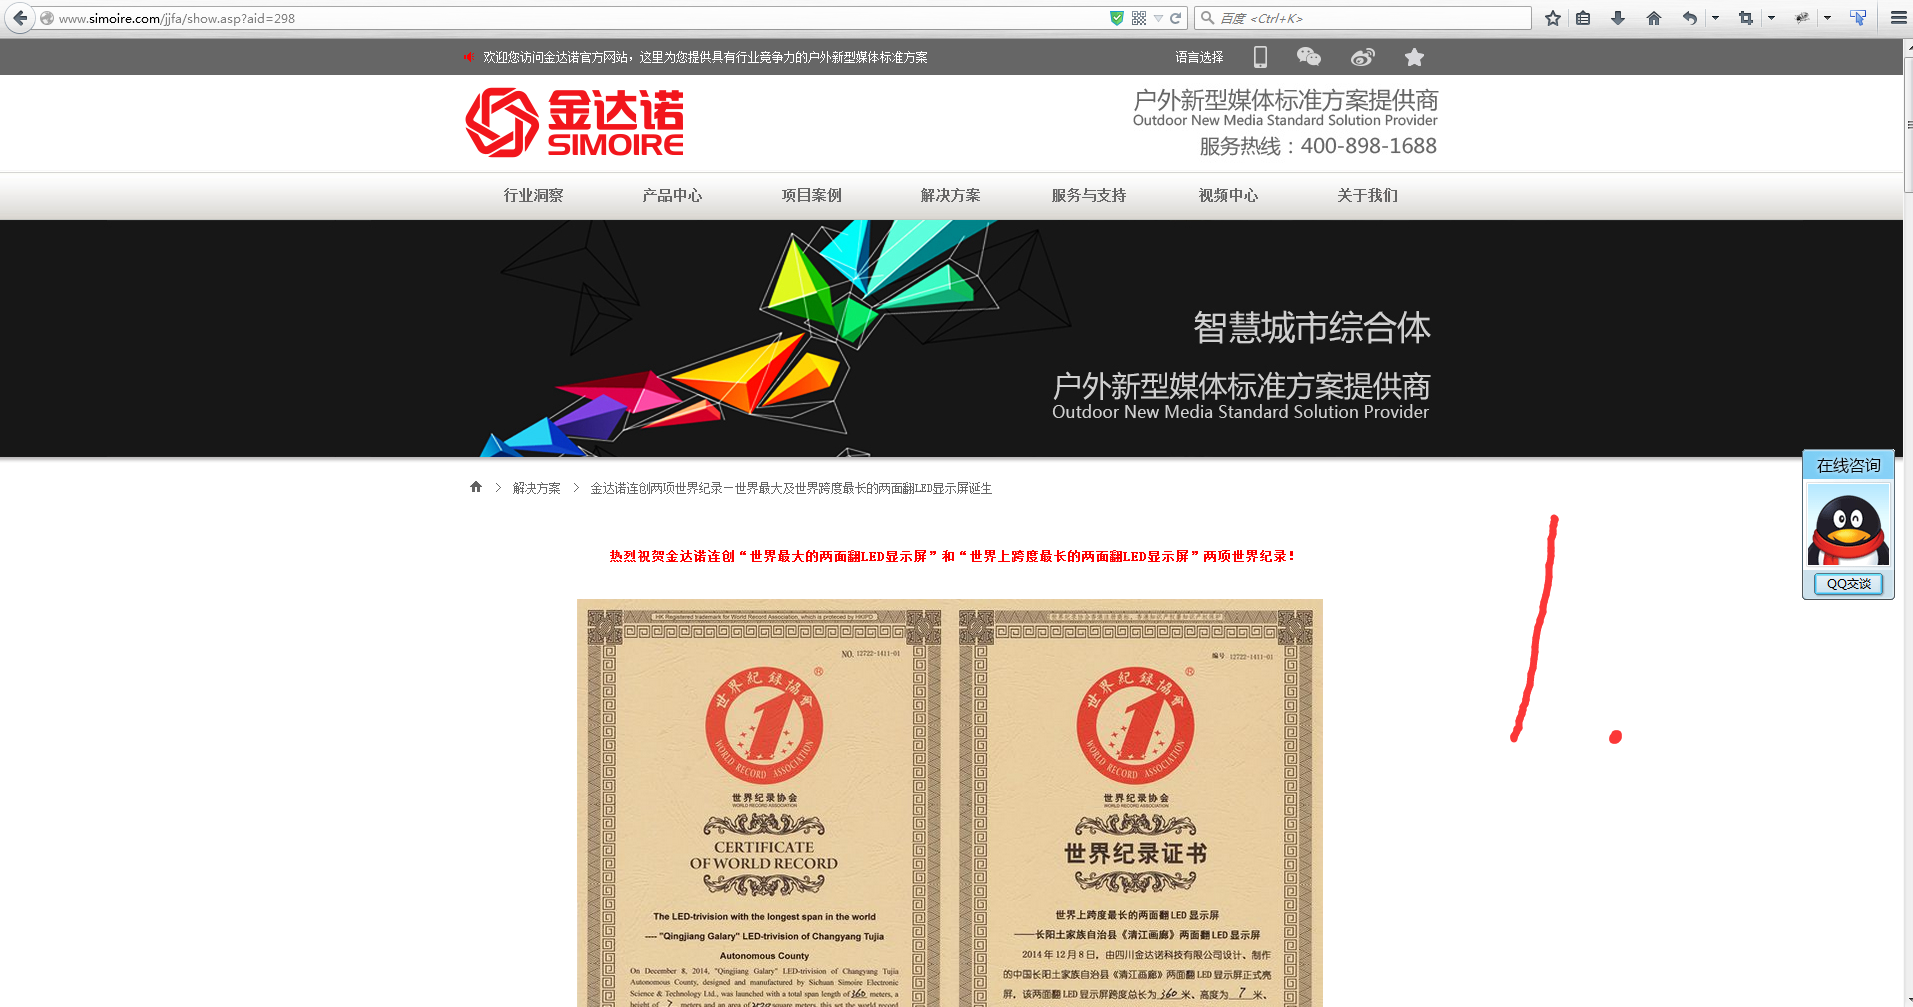 www.simoire.com/jjfa/show.asp?aid=298
百度 <Ctrl+K>
欢迎您访问金达诺官方网站，这里为您提供具有行业竞争力的户外新型媒体标准方案
语言选择
金达诺
SIMOIRE
户外新型媒体标准方案提供商
Outdoor New Media Standard Solution Provider
服务热线：400-898-1688
行业洞察 产品中心 项目案例 解决方案 服务与支持 视频中心 关于我们
智慧城市综合体
户外新型媒体标准方案提供商
Outdoor New Media Standard Solution Provider
在线咨询
QQ交谈
解决方案 > 金达诺连创两项世界纪录—世界最大及世界跨度最长的两面翻LED显示屏诞生
热烈祝贺金达诺连创“世界最大的两面翻LED显示屏”和“世界上跨度最长的两面翻LED显示屏”两项世界纪录！
HK Registered trademark for World Record Association, which is protected by HKIPD
NO. 12722-1411-01
世界紀録協會
1
WORLD RECORD ASSOCIATION
®
世界纪录协会
WORLD RECORD ASSOCIATION
CERTIFICATE
OF WORLD RECORD
The LED-trivision with the longest span in the world
---- "Qingjiang Galary" LED-trivision of Changyang Tujia
Autonomous County
On December 8, 2014, "Qingjiang Galary" LED-trivision of Changyang Tujia
Autonomous County, designed and manufactured by Sichuan Simoire Electronic
Science & Technology Ltd., was launched with a total span length of 360 meters, a
height of 7 meters and an area of 2520 square meters, this set the world record
编号 12722-1411-01
世界紀録協會
1
WORLD RECORD ASSOCIATION
®
世界纪录协会
WORLD RECORD ASSOCIATION
世界纪录证书
世界上跨度最长的两面翻LED显示屏
——长阳土家族自治县《清江画廊》两面翻LED显示屏
2014年12月8日，由四川金达诺科技有限公司设计、制作
的中国长阳土家族自治县《清江画廊》两面翻LED显示屏正式亮
屏，该两面翻LED显示屏跨度总长为360米、高度为7米、